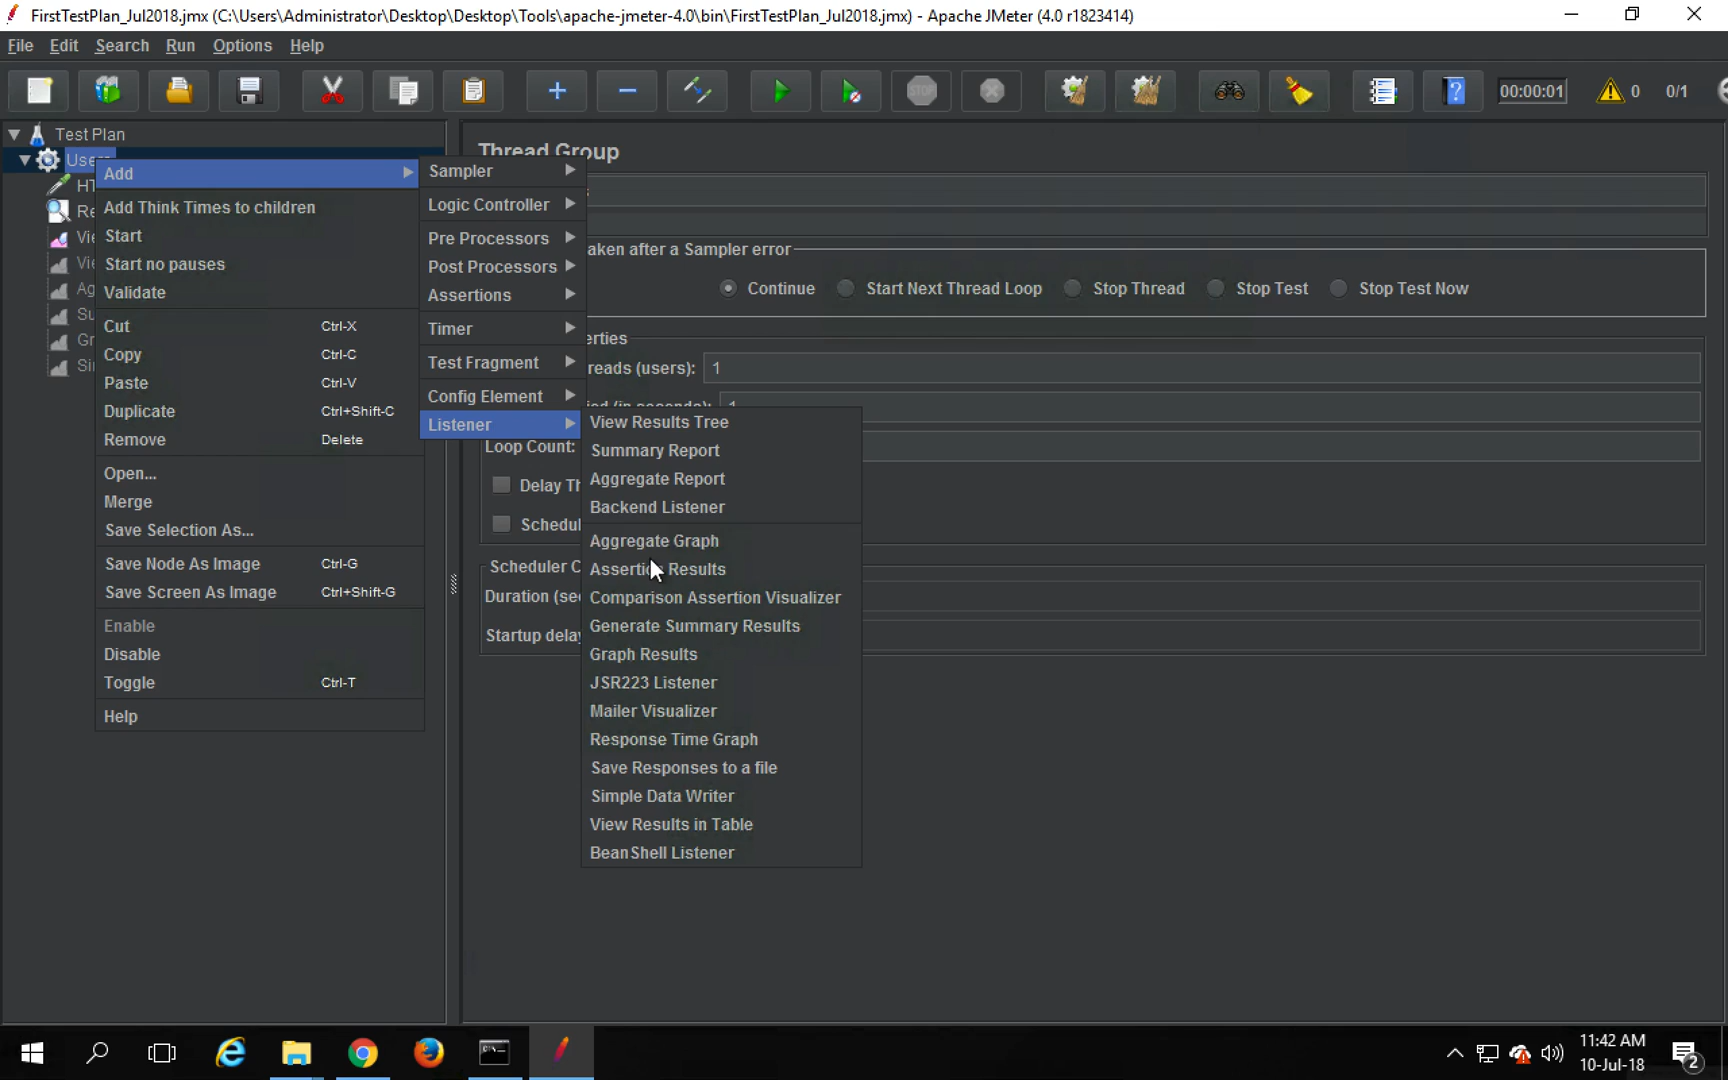 FirstTestPlan_Jul2018.jmx (C:\Users\Administrator\Desktop\Desktop\Tools\apache-jmeter-4.0\bin\FirstTestPlan_Jul2018.jmx) - Apache JMeter (4.0 r1823414)
File Edit Search Run Options Help
STOP 00:00:01 0 0/1
Test Plan
Thread Group
Add
Add Think Times to children
Start
Start no pauses
Validate
Cut Ctrl-X
Copy Ctrl-C
Paste Ctrl-V
Duplicate Ctrl+Shift-C
Remove Delete
Open...
Merge
Save Selection As...
Save Node As Image Ctrl-G
Save Screen As Image Ctrl+Shift-G
Enable
Disable
Toggle Ctrl-T
Help
Sampler
Logic Controller
Pre Processors
Post Processors
Assertions
Timer
Test Fragment
Config Element
Listener
View Results Tree
Summary Report
Aggregate Report
Backend Listener
Aggregate Graph
Results
Comparison Assertion Visualizer
Generate Summary Results
Graph Results
JSR223 Listener
Mailer Visualizer
Response Time Graph
Save Responses to a file
Simple Data Writer
View Results in Table
BeanShell Listener
aken after a Sampler error
Continue Start Next Thread Loop Stop Thread Stop Test Stop Test Now
erties
reads (users): 1
Loop Count:
Delay Th
Schedul
Scheduler C
Duration (sec
Startup delay
11:42 AM
10-Jul-18
2